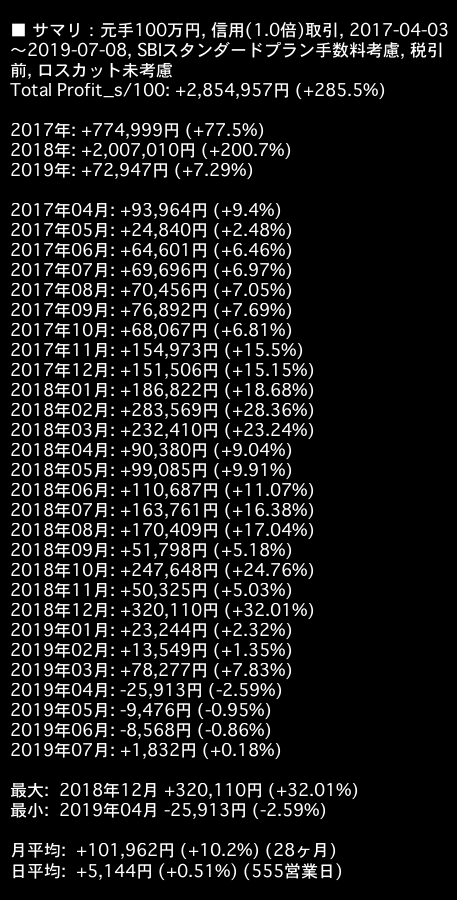 ■ サマリ：元手100万円, 信用(1.0倍)取引, 2017-04-03
～2019-07-08, SBIスタンダードプラン手数料考慮, 税引
前, ロスカット未考慮
Total Profit_s/100: +2,854,957円 (+285.5%)
2017年: +774,999円 (+77.5%)
2018年: +2,007,010円 (+200.7%)
2019年: +72,947円 (+7.29%)
2017年04月: +93,964円 (+9.4%)
2017年05月: +24,840円 (+2.48%)
2017年06月: +64,601円 (+6.46%)
2017年07月: +69,696円 (+6.97%)
2017年08月: +70,456円 (+7.05%)
2017年09月: +76,892円 (+7.69%)
2017年10月: +68,067円 (+6.81%)
2017年11月: +154,973円 (+15.5%)
2017年12月: +151,506円 (+15.15%)
2018年01月: +186,822円 (+18.68%)
2018年02月: +283,569円 (+28.36%)
2018年03月: +232,410円 (+23.24%)
2018年04月: +90,380円 (+9.04%)
2018年05月: +99,085円 (+9.91%)
2018年06月: +110,687円 (+11.07%)
2018年07月: +163,761円 (+16.38%)
2018年08月: +170,409円 (+17.04%)
2018年09月: +51,798円 (+5.18%)
2018年10月: +247,648円 (+24.76%)
2018年11月: +50,325円 (+5.03%)
2018年12月: +320,110円 (+32.01%)
2019年01月: +23,244円 (+2.32%)
2019年02月: +13,549円 (+1.35%)
2019年03月: +78,277円 (+7.83%)
2019年04月: -25,913円 (-2.59%)
2019年05月: -9,476円 (-0.95%)
2019年06月: -8,568円 (-0.86%)
2019年07月: +1,832円 (+0.18%)
最大: 2018年12月 +320,110円 (+32.01%)
最小: 2019年04月 -25,913円 (-2.59%)
月平均: +101,962円 (+10.2%) (28ヶ月)
日平均: +5,144円 (+0.51%) (555営業日)